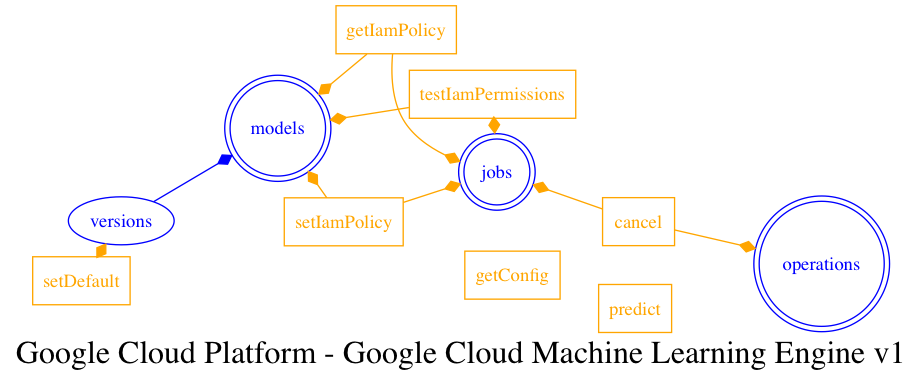 getIamPolicy
testIamPermissions
models
jobs
versions
setIamPolicy
cancel
operations
setDefault
getConfig
predict
Google Cloud Platform - Google Cloud Machine Learning Engine v1